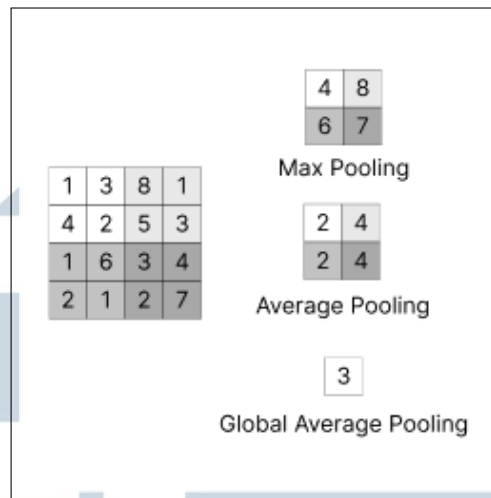 4 8
6 7
Max Pooling
1 3 8 1
4 2 5 3
1 6 3 4
2 1 2 7
2 4
2 4
Average Pooling
3
Global Average Pooling